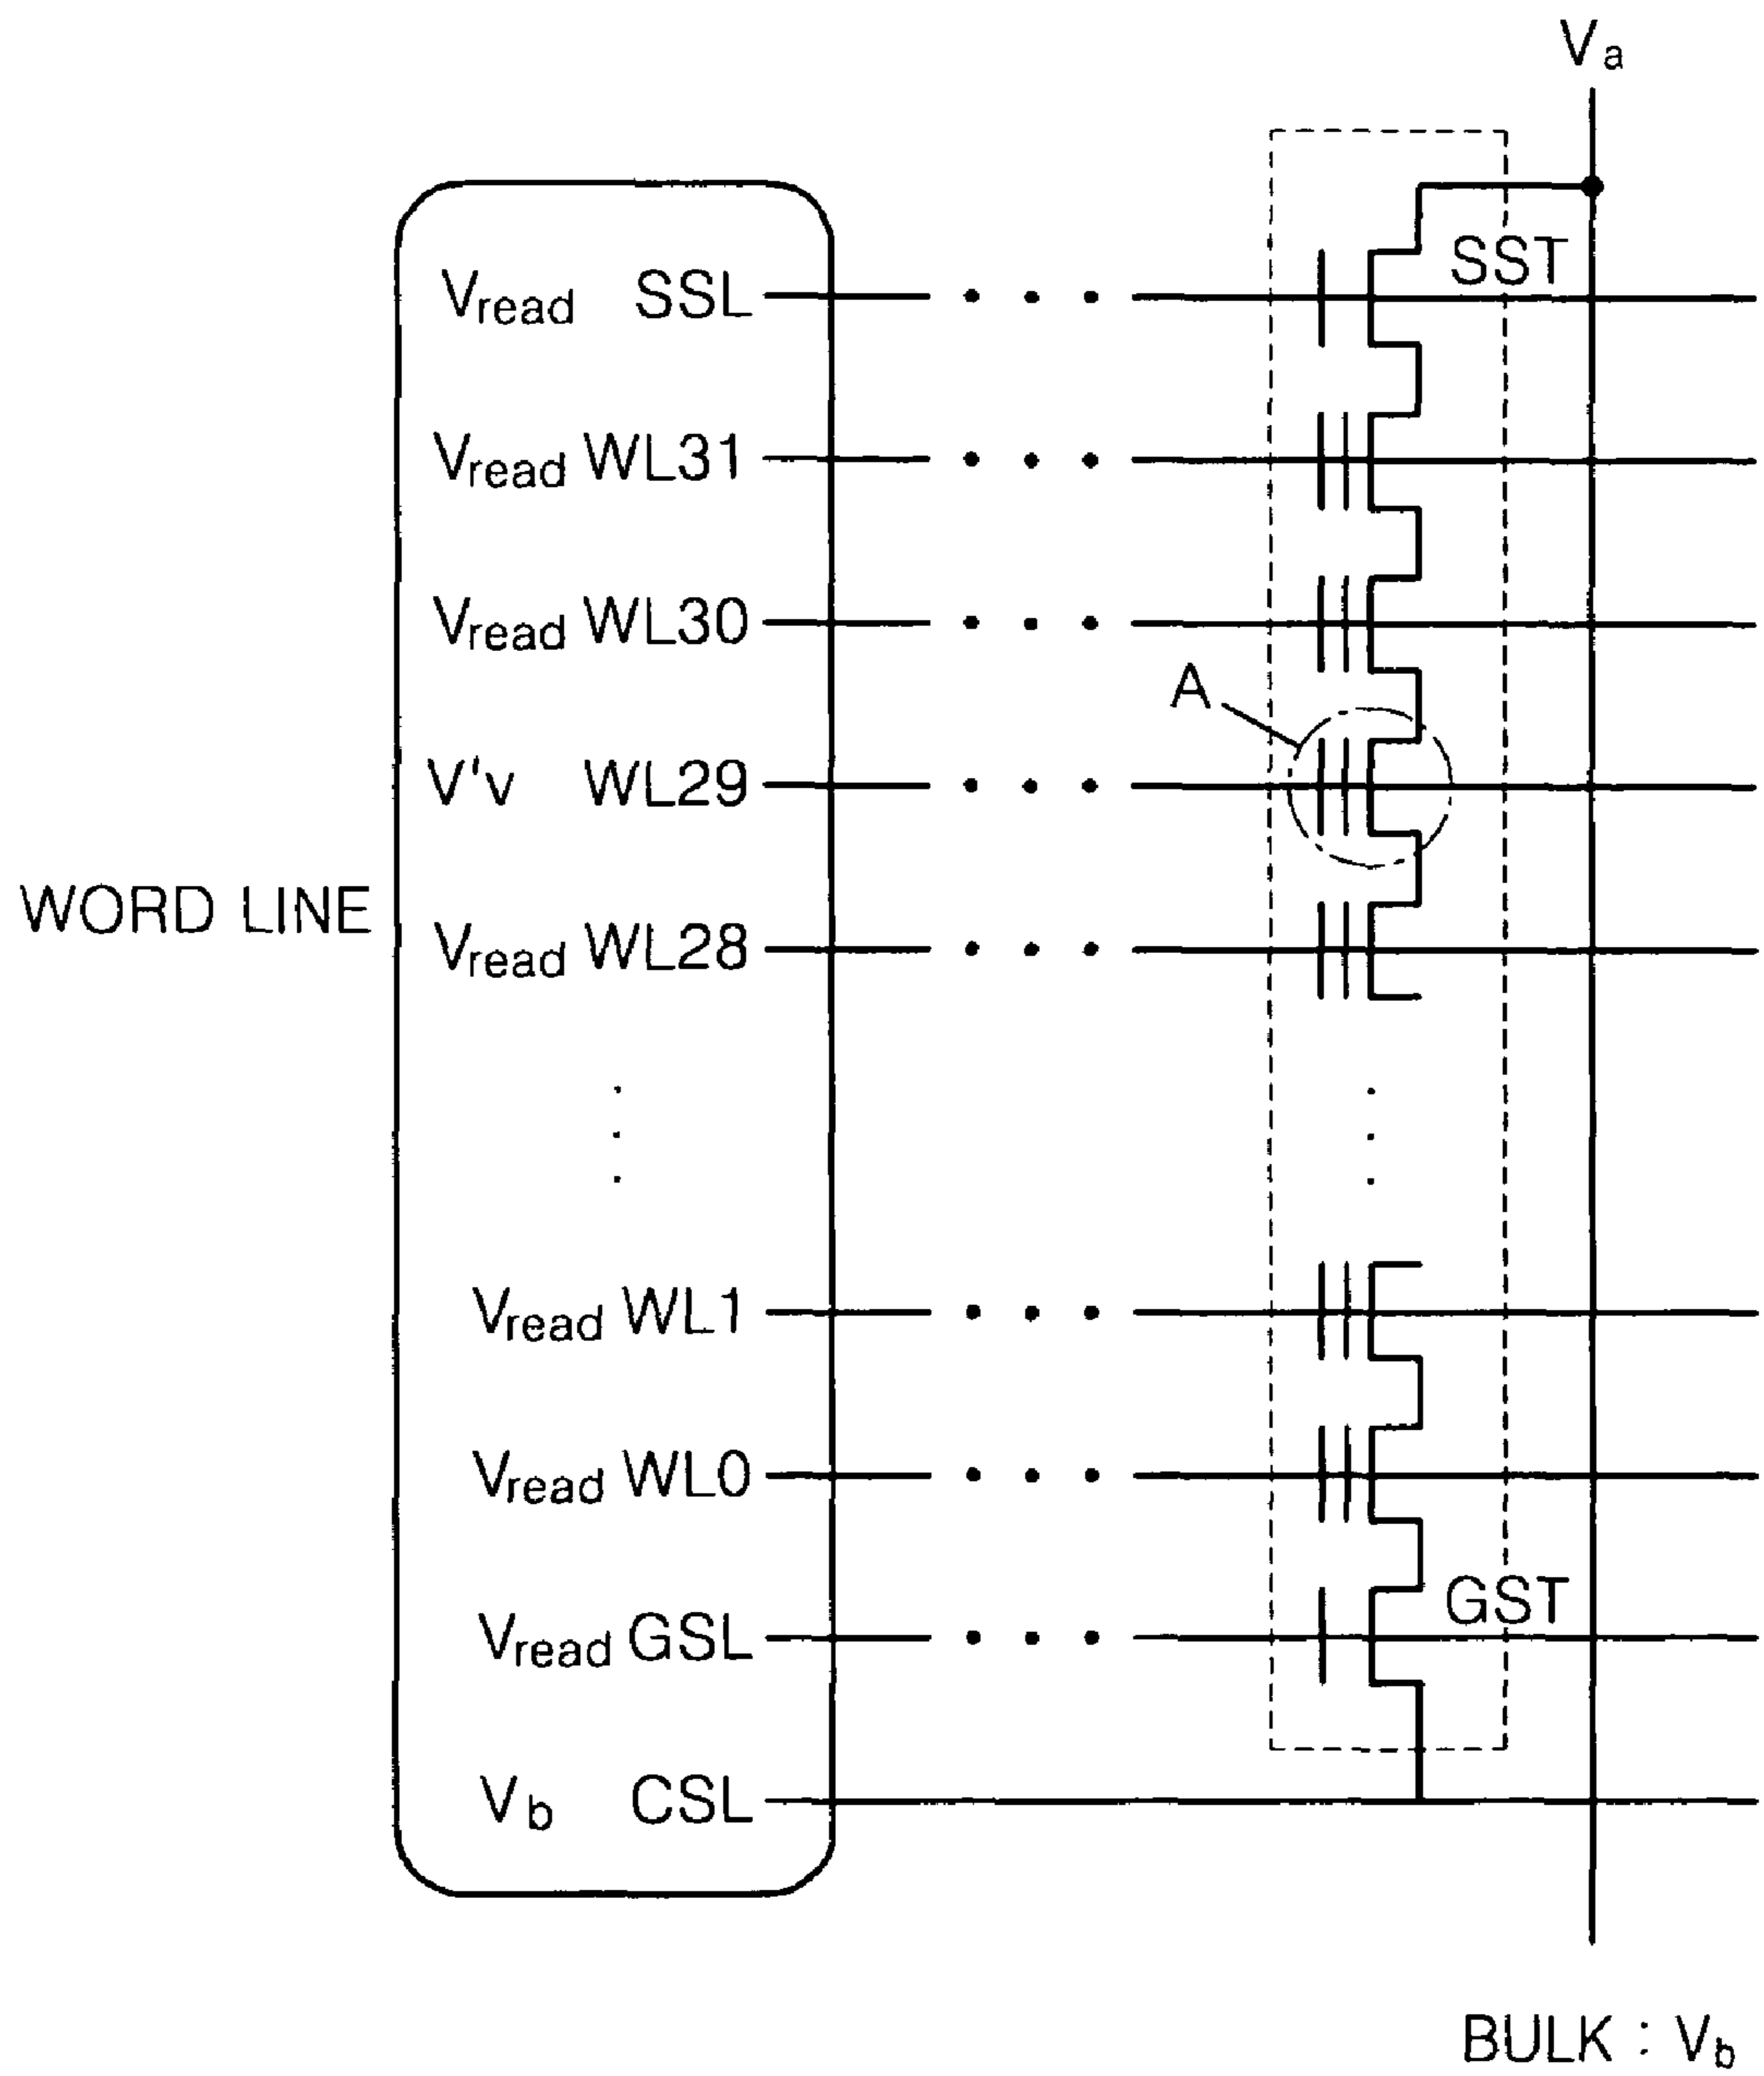 Va
SST
Vread SSL
Vread WL31
Vread WL30
A
V'v WL29
WORD LINE
Vread WL28
Vread WL1
Vread WL0
GST
Vread GSL
Vb CSL
BULK : Vb